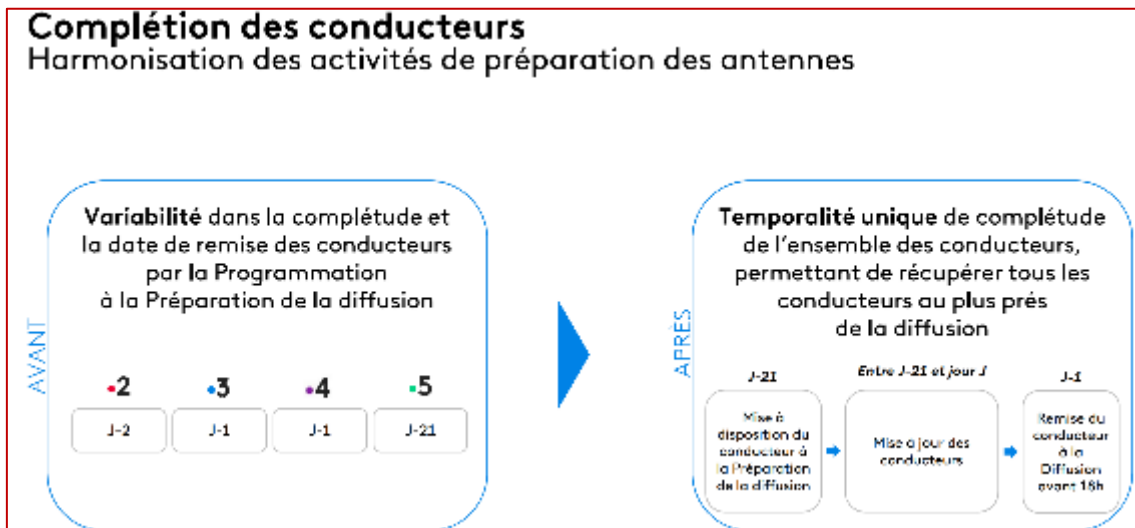 Complétion des conducteurs
Harmonisation des activités de préparation des antennes
AVANT
Variabilité dans la complétude et
la date de remise des conducteurs
par la Programmation
à la Préparation de la diffusion
•2 •3 •4 •5
J-2 J-1 J-1 J-21
APRÈS
Temporalité unique de complétude
de l'ensemble des conducteurs,
permettant de récupérer tous les
conducteurs au plus près
de la diffusion
J-21 Entre J-21 et jour J J-1
Mise à
disposition du
conducteur à
la Préparation
de la diffusion
Mise a jour des
conducteurs
Remise du
conducteur
à la
Diffusion
avant 18h